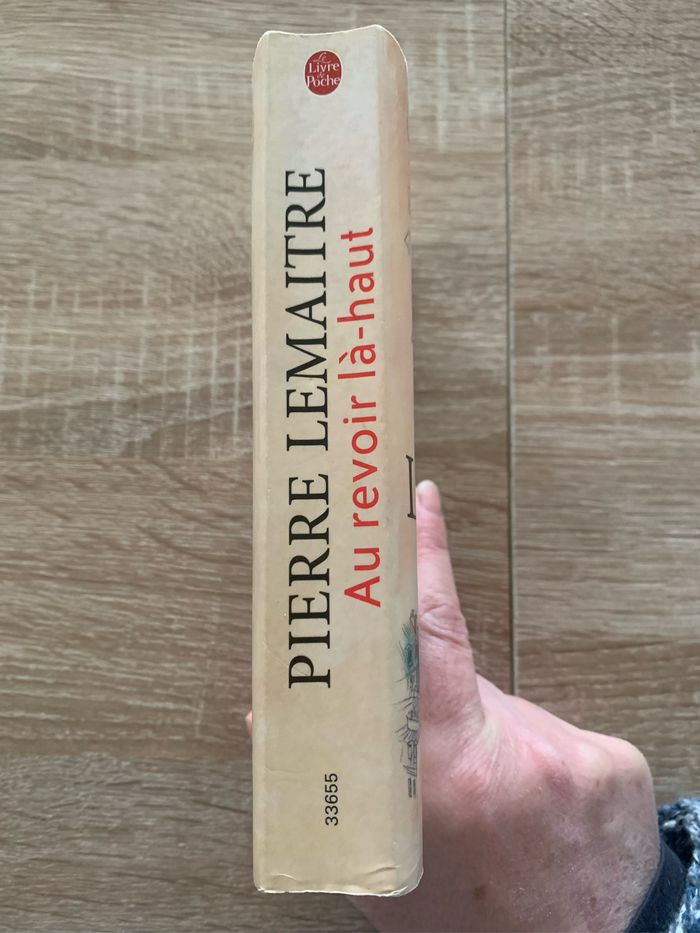 Le
Livre
de
Poche
PIERRE LEMAITRE
Au revoir là-haut
33655